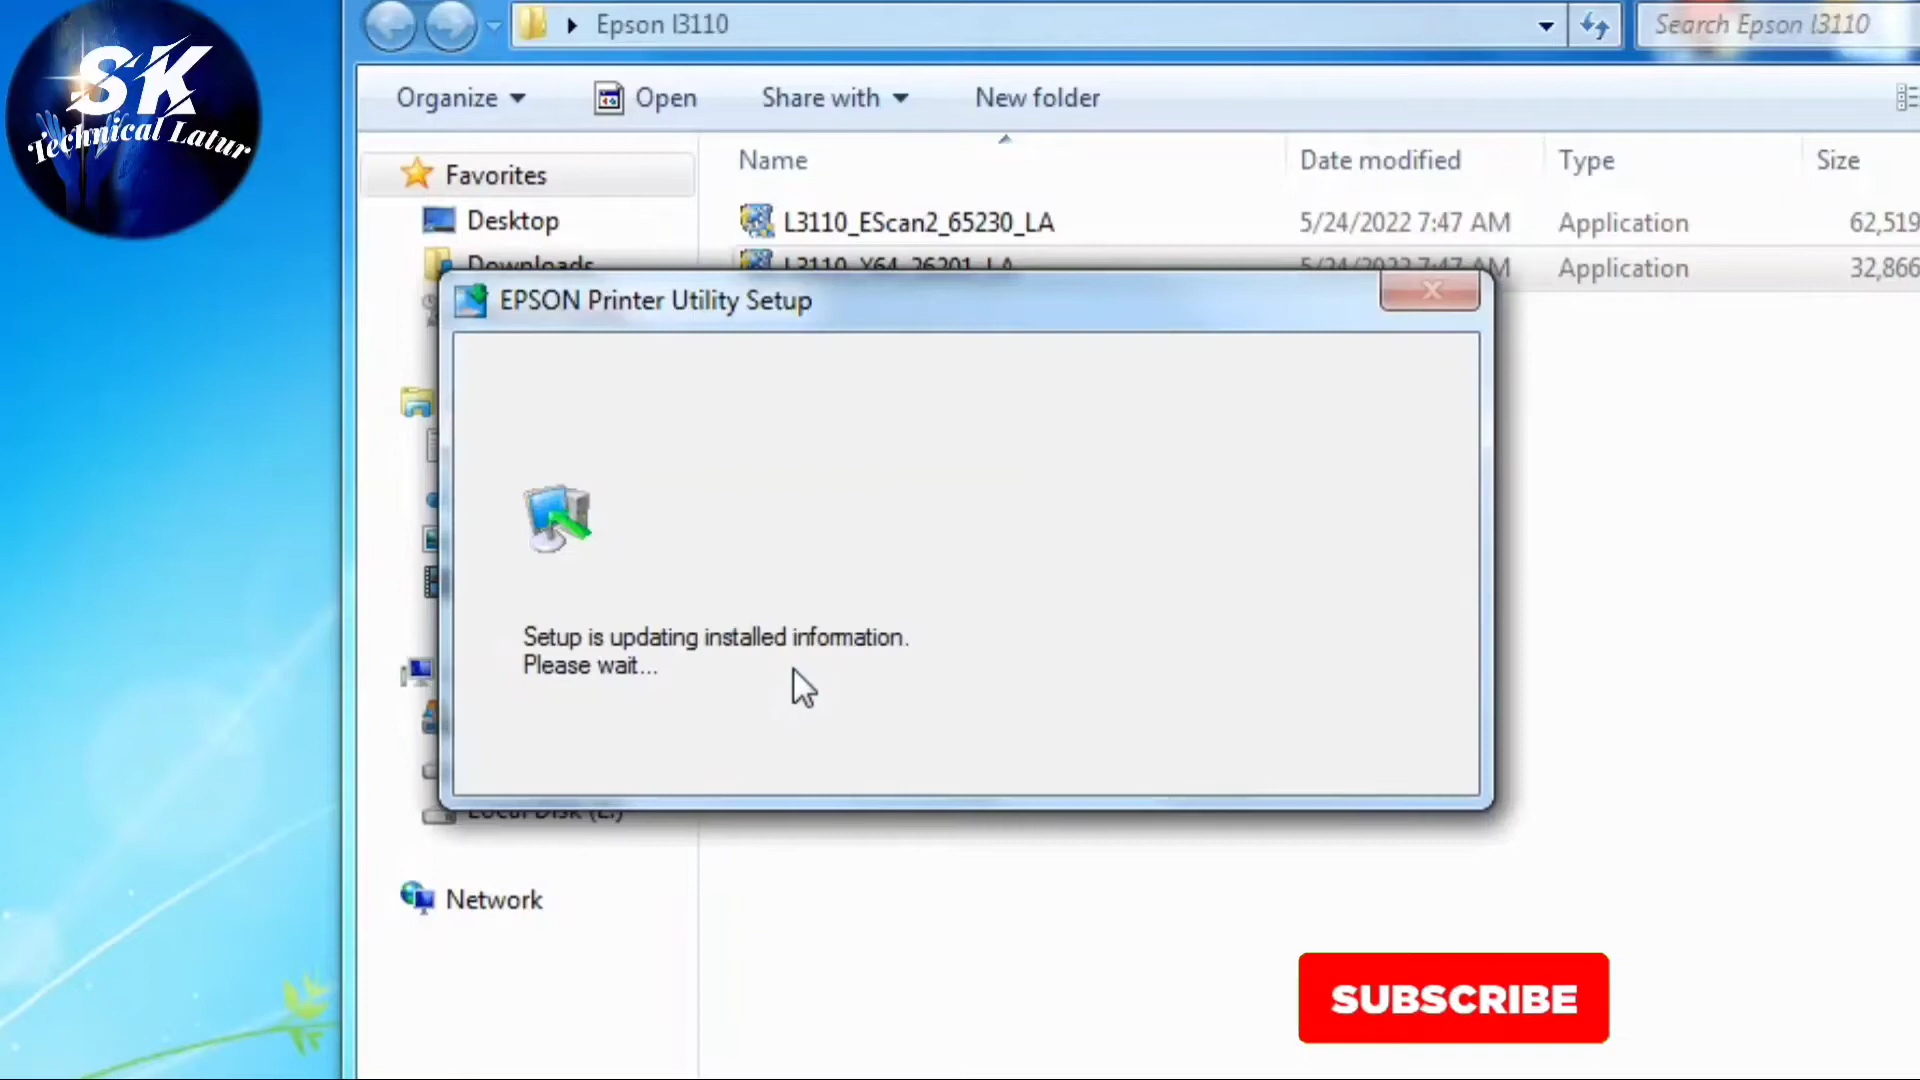 SK
Technical Latur
Epson l3110
Search Epson l3110
Organize
Open
Share with
New folder
Name
Date modified
Type
Size
Favorites
Desktop
Downloads
L3110_EScan2_65230_LA
5/24/2022 7:47 AM
Application
62,519
L3110_X64_26201_LA
5/24/2022 7:47 AM
Application
32,866
EPSON Printer Utility Setup
Setup is updating installed information.
Please wait...
Local Disk (E:)
Network
SUBSCRIBE